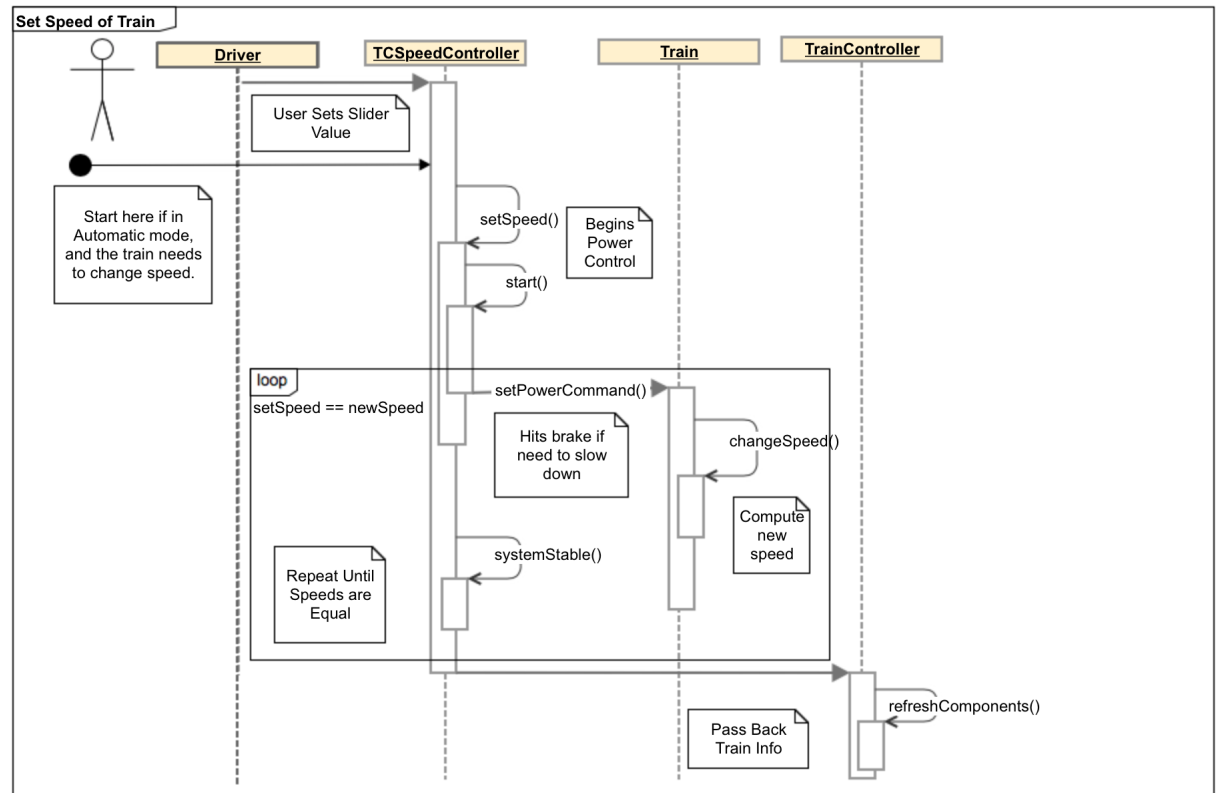 Set Speed of Train
Driver
TCSpeedController
Train
TrainController
User Sets Slider
Value
Start here if in
Automatic mode,
and the train needs
to change speed.
setSpeed()
Begins
Power
Control
start()
loop
setSpeed == newSpeed
setPowerCommand()
Hits brake if
need to slow
down
changeSpeed()
Compute
new
speed
systemStable()
Repeat Until
Speeds are
Equal
refreshComponents()
Pass Back
Train Info